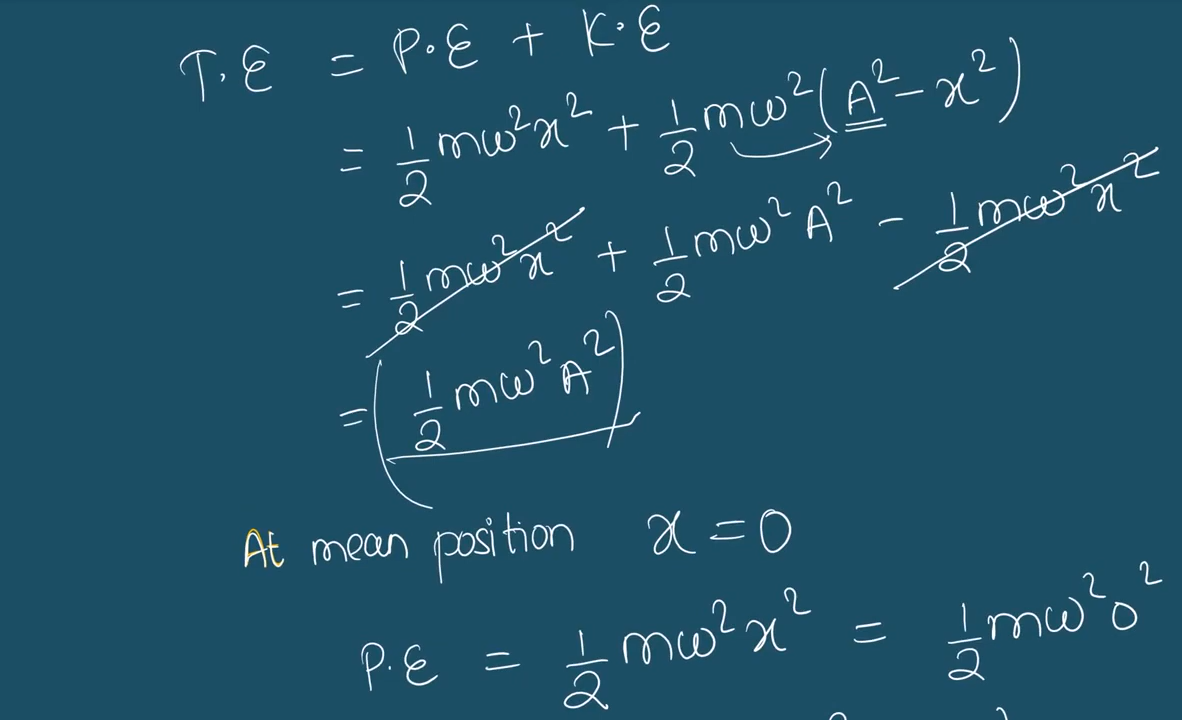 T.E = P.E + K.E
= 1/2 mω²x² + 1/2 mω²(A² - x²)
= 1/2 mω²x² + 1/2 mω²A² - 1/2 mω²x²
= (1/2 mω²A²)
At mean position x = 0
P.E = 1/2 mω²x² = 1/2 mω²0²